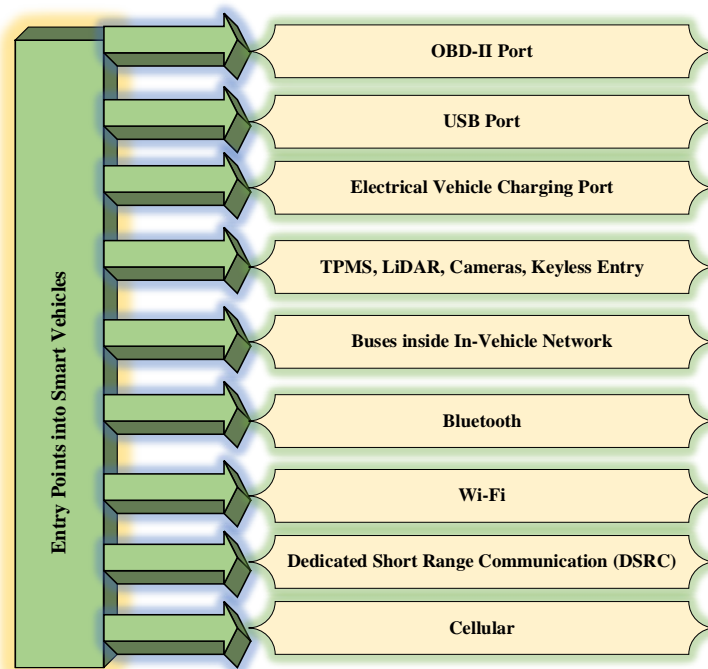 Entry Points into Smart Vehicles
OBD-II Port
USB Port
Electrical Vehicle Charging Port
TPMS, LiDAR, Cameras, Keyless Entry
Buses inside In-Vehicle Network
Bluetooth
Wi-Fi
Dedicated Short Range Communication (DSRC)
Cellular